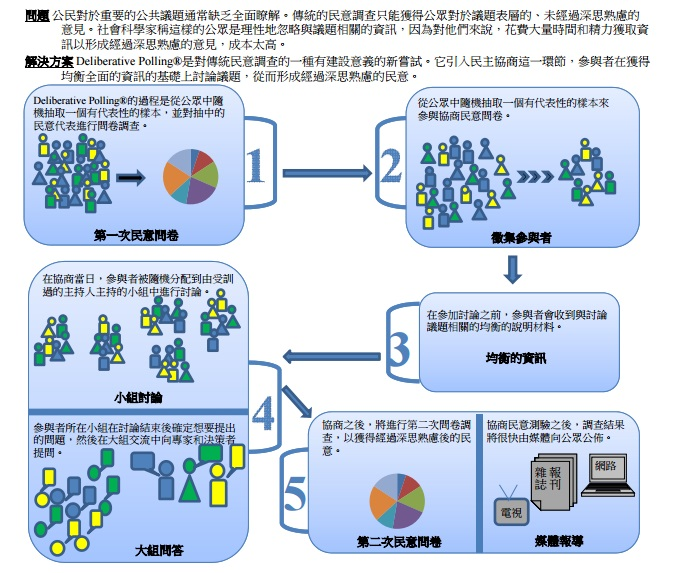 問題 公民對於重要的公共議題通常缺乏全面瞭解。傳統的民意調查只能獲得公眾對於議題表層的、未經過深思熟慮的
意見。社會科學家稱這樣的公眾是理性地忽略與議題相關的資訊，因為對他們來說，花費大量時間和精力獲取資
訊以形成經過深思熟慮的意見，成本太高。
解決方案 Deliberative Polling®是對傳統民意調查的一種有建設意義的新嘗試。它引入民主協商這一環節，參與者在獲得
均衡全面的資訊的基礎上討論議題，從而形成經過深思熟慮的民意。
Deliberative Polling®的過程是從公眾中隨
機抽取一個有代表性的樣本，並對抽中的
民意代表進行問卷調查。
第一次民意問卷
1
2
從公眾中隨機抽取一個有代表性的樣本來
參與協商民意問卷。
徵集參與者
3
在參加討論之前，參與者會收到與討論
議題相關的均衡的說明材料。
均衡的資訊
在協商當日，參與者被隨機分配到由受訓
過的主持人主持的小組中進行討論。
小組討論
4
參與者所在小組在討論結束後確定想要提出
的問題，然後在大組交流中向專家和決策者
提問。
大組問答
5
協商之後，將進行第二次問卷調
查，以獲得經過深思熟慮後的民
意。
第二次民意問卷
協商民意測驗之後，調查結果
將很快由媒體向公眾公佈。
電視
雜誌
報刊
網路
媒體報導